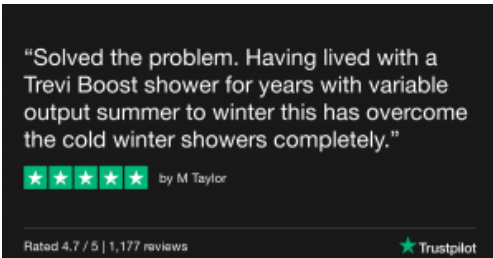 “Solved the problem. Having lived with a
Trevi Boost shower for years with variable
output summer to winter this has overcome
the cold winter showers completely.”
by M Taylor
Rated 4.7 / 5 | 1,177 reviews
Trustpilot